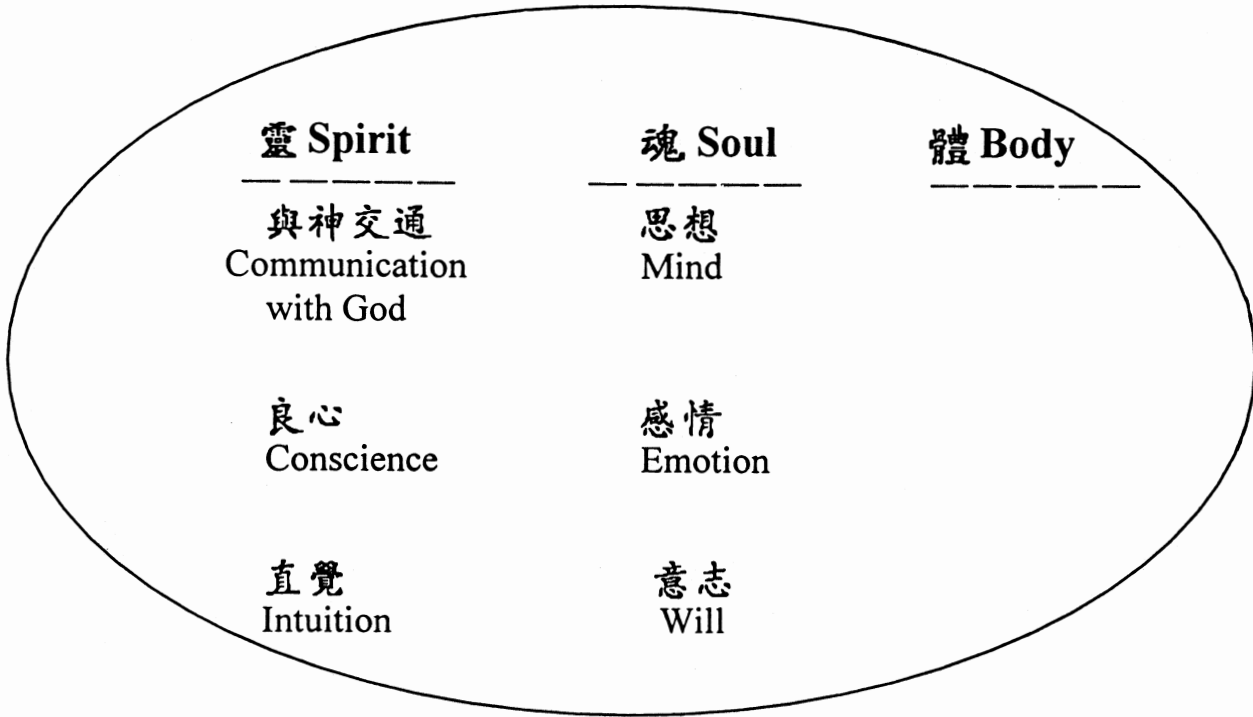 靈 Spirit
魂 Soul
體 Body
與神交通
Communication
with God
思想
Mind
良心
Conscience
感情
Emotion
直覺
Intuition
意志
Will